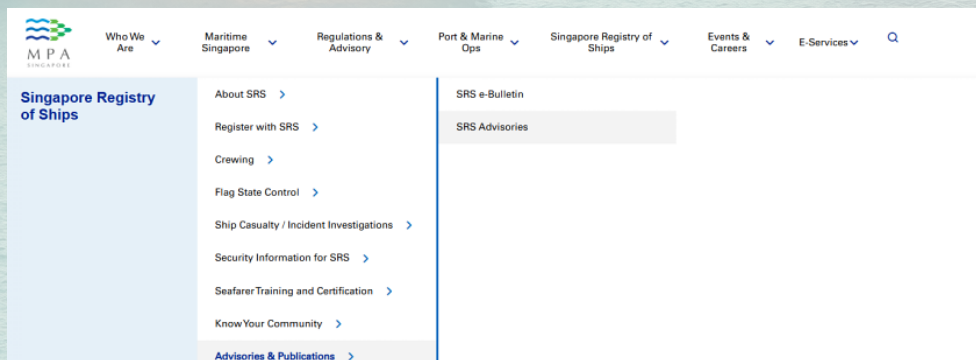 Who We
Are
Maritime
Singapore
Regulations &
Advisory
Port & Marine
Ops
Singapore Registry of
Ships
Events &
Careers
E-Services
MPA
SINGAPORE
Singapore Registry
of Ships
About SRS
Register with SRS
Crewing
Flag State Control
Ship Casualty / Incident Investigations
Security Information for SRS
Seafarer Training and Certification
Know Your Community
Advisories & Publications
SRS e-Bulletin
SRS Advisories